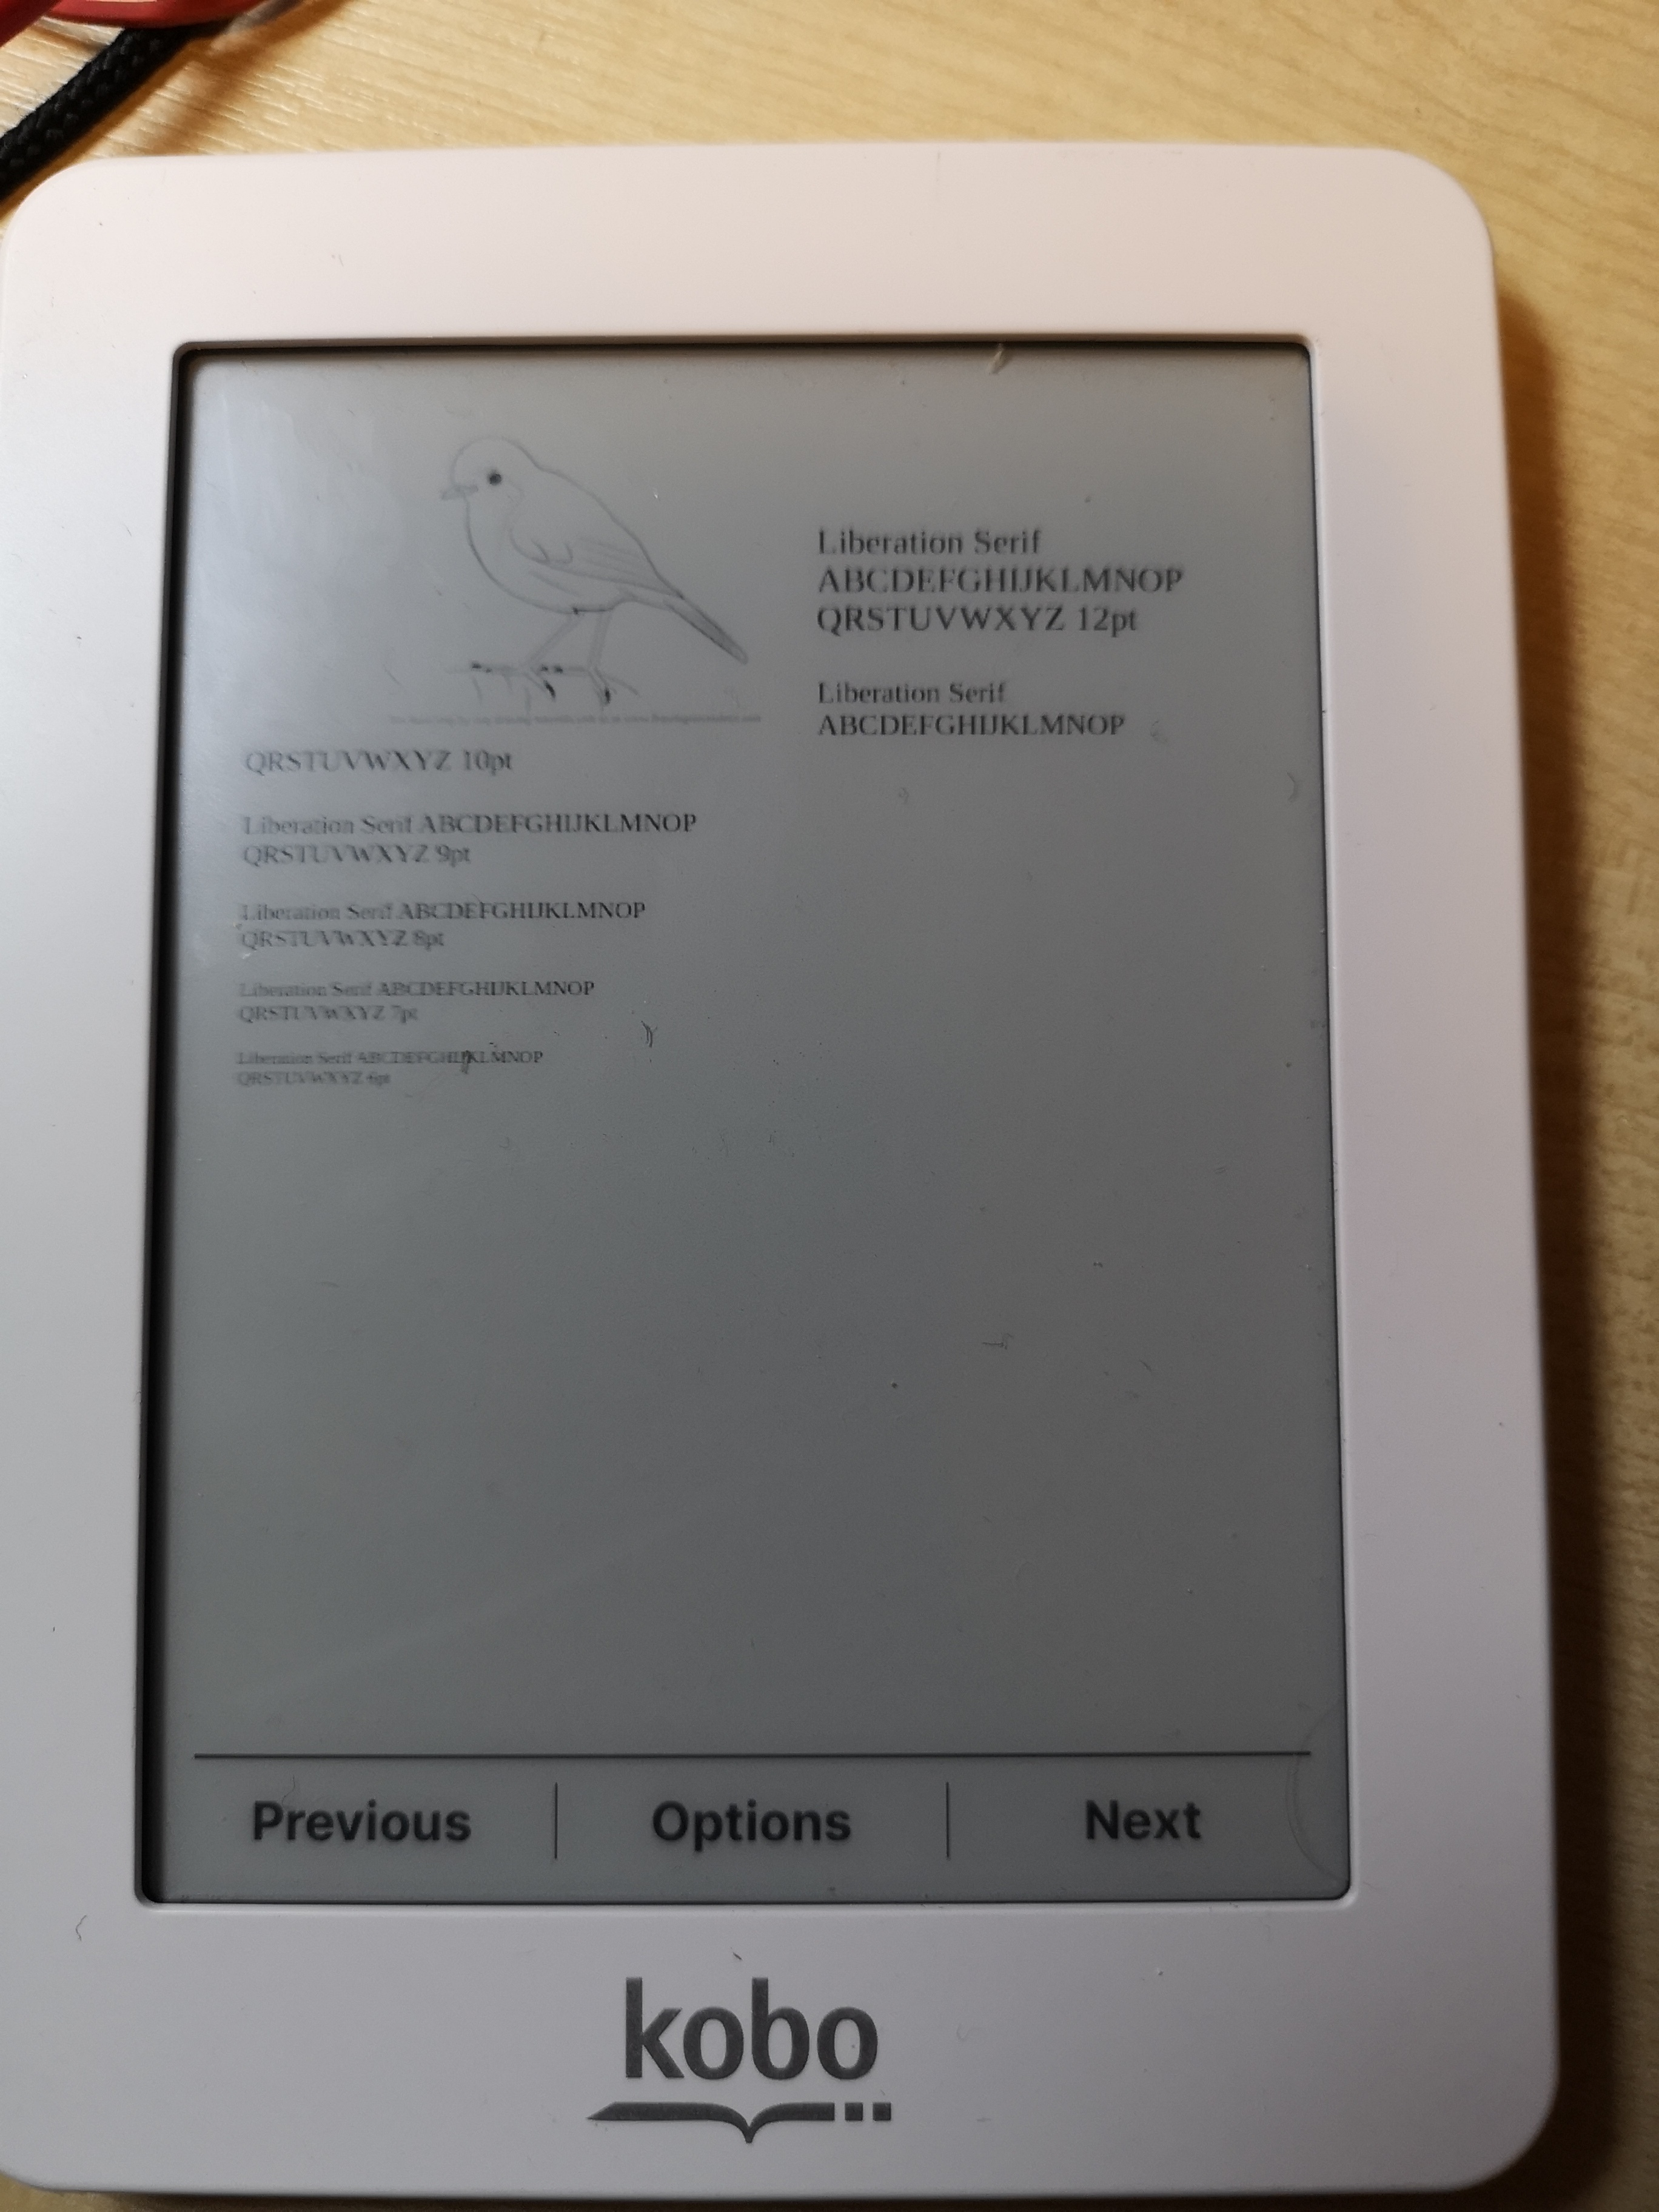 Liberation Serif
ABCDEFGHIJKLMNOP
QRSTUVWXYZ 12pt
Liberation Serif
ABCDEFGHIJKLMNOP
QRSTUVWXYZ 10pt
Liberation Serif ABCDEFGHIJKLMNOP
QRSTUVWXYZ 9pt
Liberation Serif ABCDEFGHIJKLMNOP
QRSTUVWXYZ 8pt
Liberation Serif ABCDEFGHIJKLMNOP
QRSTUVWXYZ 7pt
Liberation Serif ABCDEFGHIJKLMNOP
QRSTUVWXYZ 6pt
Previous Options Next
kobo